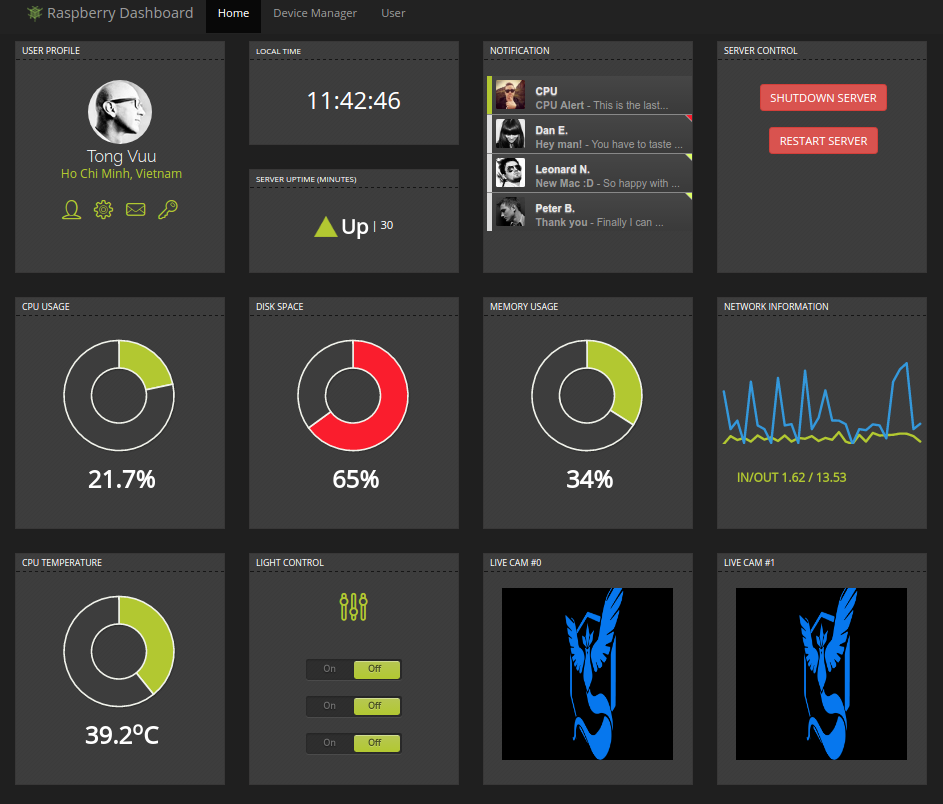 Raspberry Dashboard
Home
Device Manager
User
USER PROFILE
Tong Vuu
Ho Chi Minh, Vietnam
LOCAL TIME
11:42:46
SERVER UPTIME (MINUTES)
Up | 30
NOTIFICATION
CPU
CPU Alert - This is the last...
Dan E.
Hey man! - You have to taste ...
Leonard N.
New Mac :D - So happy with ...
Peter B.
Thank you - Finally I can ...
SERVER CONTROL
SHUTDOWN SERVER
RESTART SERVER
CPU USAGE
21.7%
DISK SPACE
65%
MEMORY USAGE
34%
NETWORK INFORMATION
IN/OUT 1.62 / 13.53
CPU TEMPERATURE
39.2°C
LIGHT CONTROL
On Off
On Off
On Off
LIVE CAM #0
LIVE CAM #1